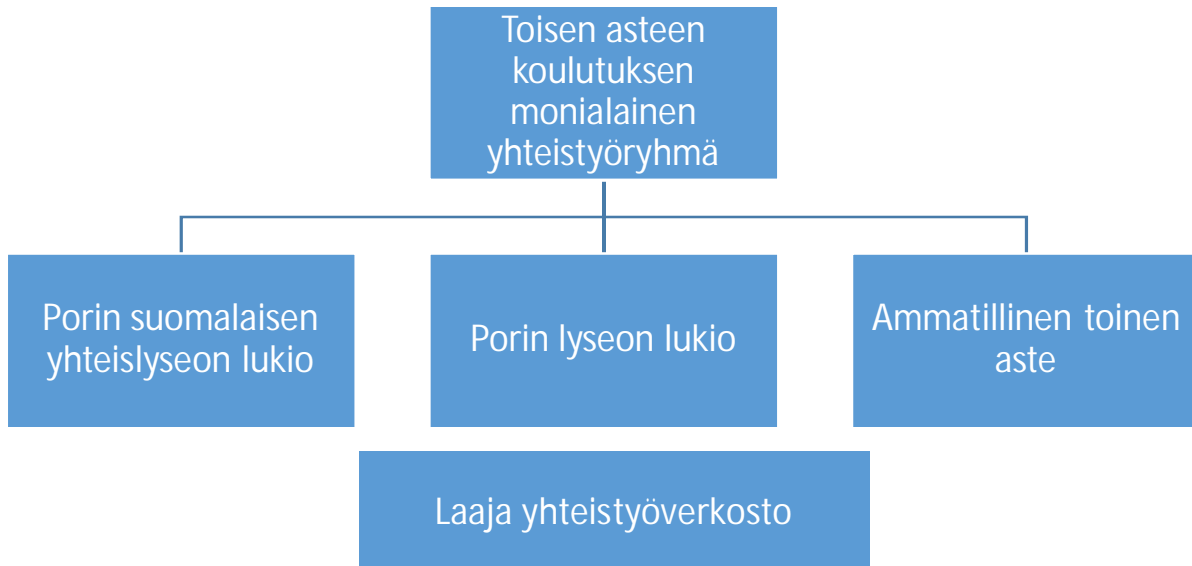 Toisen asteen
koulutuksen
monialainen
yhteistyöryhmä
Porin suomalaisen
yhteislyseon lukio
Porin lyseon lukio
Ammatillinen toinen
aste
Laaja yhteistyöverkosto